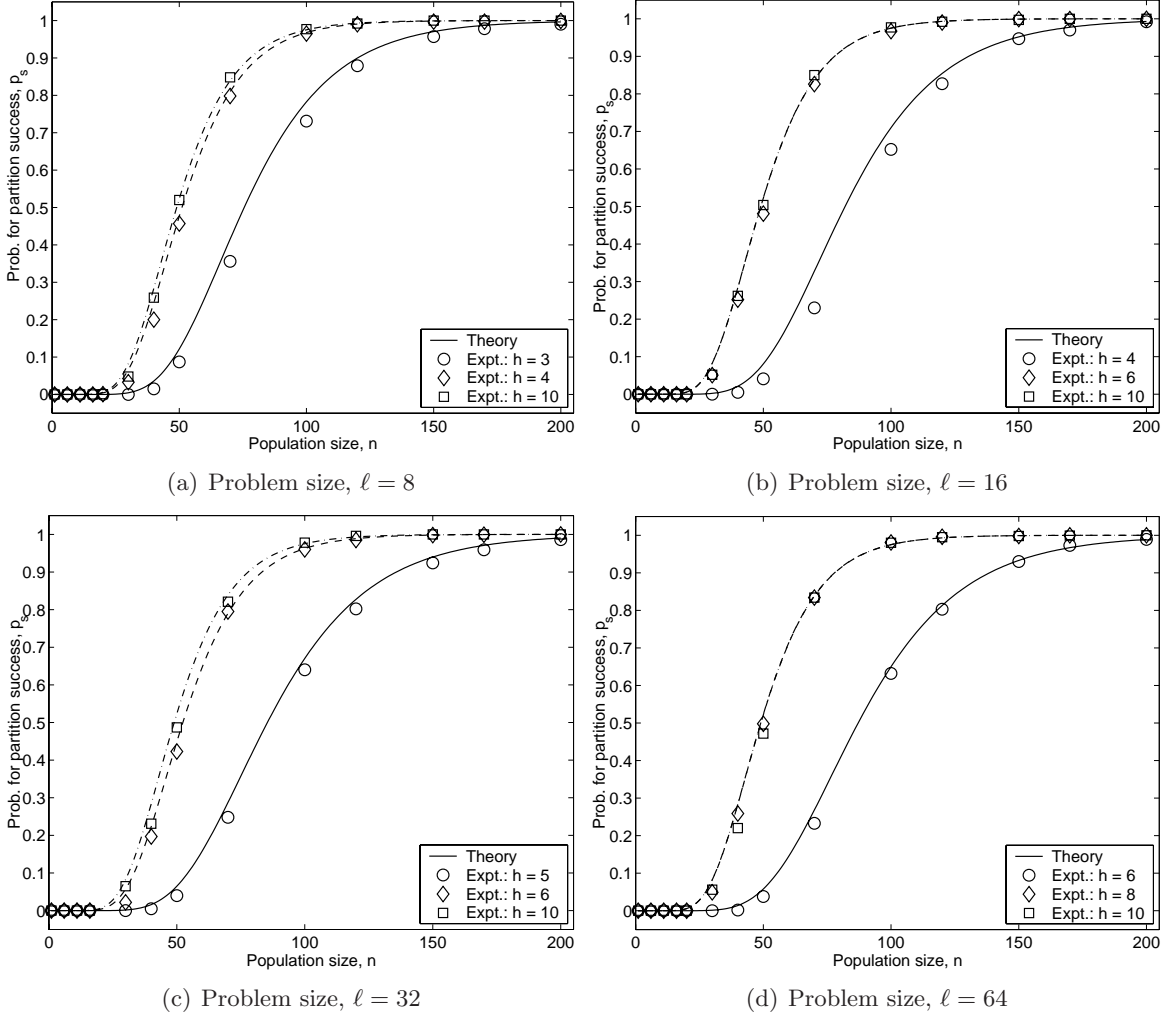 1
0.9
0.8
0.7
0.6
0.5
0.4
0.3
0.2
0.1
0
Prob. for partition success, p_s
Theory
Expt.: h = 3
Expt.: h = 4
Expt.: h = 10
0 50 100 150 200
Population size, n
(a) Problem size, ℓ = 8
1
0.9
0.8
0.7
0.6
0.5
0.4
0.3
0.2
0.1
0
Prob. for partition success, p_s
Theory
Expt.: h = 4
Expt.: h = 6
Expt.: h = 10
0 50 100 150 200
Population size, n
(b) Problem size, ℓ = 16
1
0.9
0.8
0.7
0.6
0.5
0.4
0.3
0.2
0.1
0
Prob. for partition success, p_s
Theory
Expt.: h = 5
Expt.: h = 6
Expt.: h = 10
0 50 100 150 200
Population size, n
(c) Problem size, ℓ = 32
1
0.9
0.8
0.7
0.6
0.5
0.4
0.3
0.2
0.1
0
Prob. for partition success, p_s
Theory
Expt.: h = 6
Expt.: h = 8
Expt.: h = 10
0 50 100 150 200
Population size, n
(d) Problem size, ℓ = 64